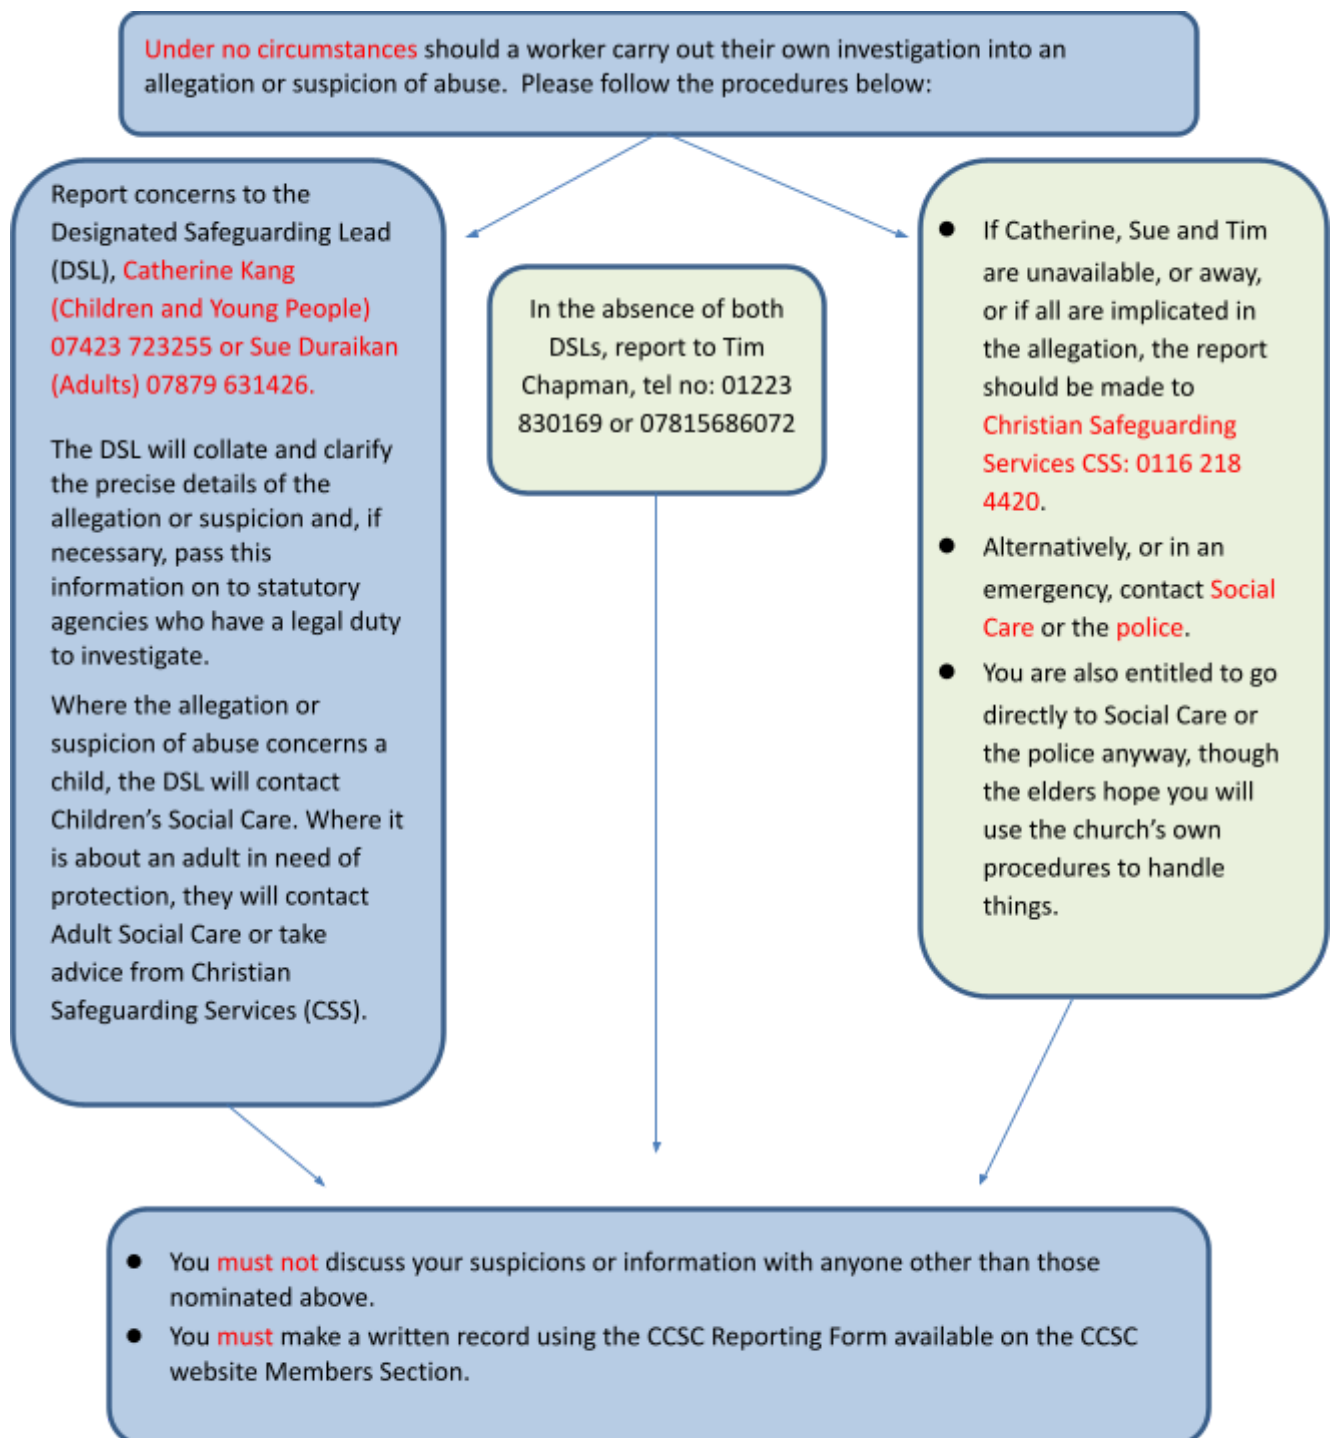 Under no circumstances should a worker carry out their own investigation into an
allegation or suspicion of abuse.  Please follow the procedures below:
Report concerns to the
Designated Safeguarding Lead
(DSL), Catherine Kang
(Children and Young People)
07423 723255 or Sue Duraikan
(Adults) 07879 631426.
The DSL will collate and clarify
the precise details of the
allegation or suspicion and, if
necessary, pass this
information on to statutory
agencies who have a legal duty
to investigate.
Where the allegation or
suspicion of abuse concerns a
child, the DSL will contact
Children’s Social Care. Where it
is about an adult in need of
protection, they will contact
Adult Social Care or take
advice from Christian
Safeguarding Services (CSS).
In the absence of both
DSLs, report to Tim
Chapman, tel no: 01223
830169 or 07815686072
● If Catherine, Sue and Tim
are unavailable, or away,
or if all are implicated in
the allegation, the report
should be made to
Christian Safeguarding
Services CSS: 0116 218
4420.
● Alternatively, or in an
emergency, contact Social
Care or the police.
● You are also entitled to go
directly to Social Care or
the police anyway, though
the elders hope you will
use the church’s own
procedures to handle
things.
● You must not discuss your suspicions or information with anyone other than those
nominated above.
● You must make a written record using the CCSC Reporting Form available on the CCSC
website Members Section.